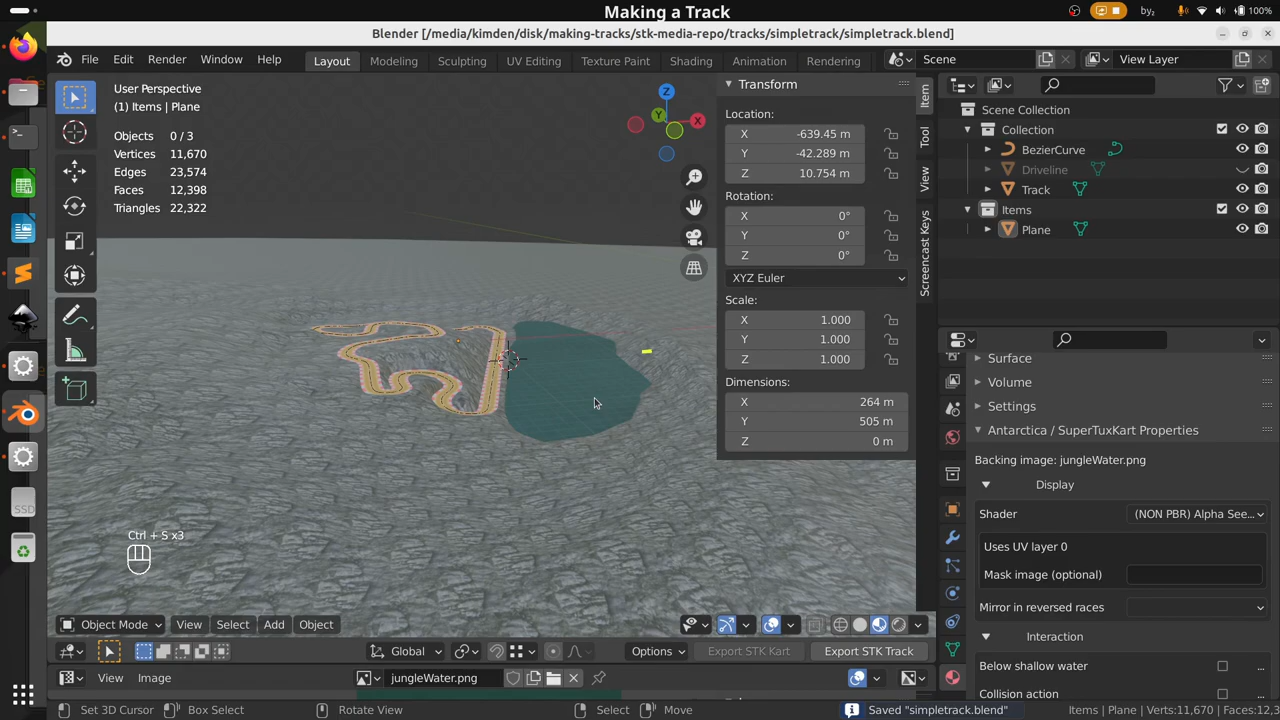 Making a Track
by₂
100%
Blender [/media/kimden/disk/making-tracks/stk-media-repo/tracks/simpletrack/simpletrack.blend]
File Edit Render Window Help Layout Modeling Sculpting UV Editing Texture Paint Shading Animation Rendering Scene View Layer
User Perspective
(1) Items | Plane
Objects 0 / 3
Vertices 11,670
Edges 23,574
Faces 12,398
Triangles 22,322
Z
Y
X
Ctrl + S x3
Transform
Location:
X -639.45 m
Y -42.289 m
Z 10.754 m
Rotation:
X 0°
Y 0°
Z 0°
XYZ Euler
Scale:
X 1.000
Y 1.000
Z 1.000
Dimensions:
X 264 m
Y 505 m
Z 0 m
Item
Tool
View
Screencast Keys
Scene Collection
Collection
BezierCurve
Driveline
Track
Items
Plane
Surface
Volume
Settings
Antarctica / SuperTuxKart Properties
Backing image: jungleWater.png
Display
Shader (NON PBR) Alpha See...
Uses UV layer 0
Mask image (optional)
Mirror in reversed races
Interaction
Below shallow water ...
Collision action ...
SSD
Object Mode View Select Add Object
Global Options Export STK Kart Export STK Track
View Image jungleWater.png
Set 3D Cursor Box Select Rotate View Select Move Saved "simpletrack.blend" Items | Plane Verts:11,670 Faces:12,3